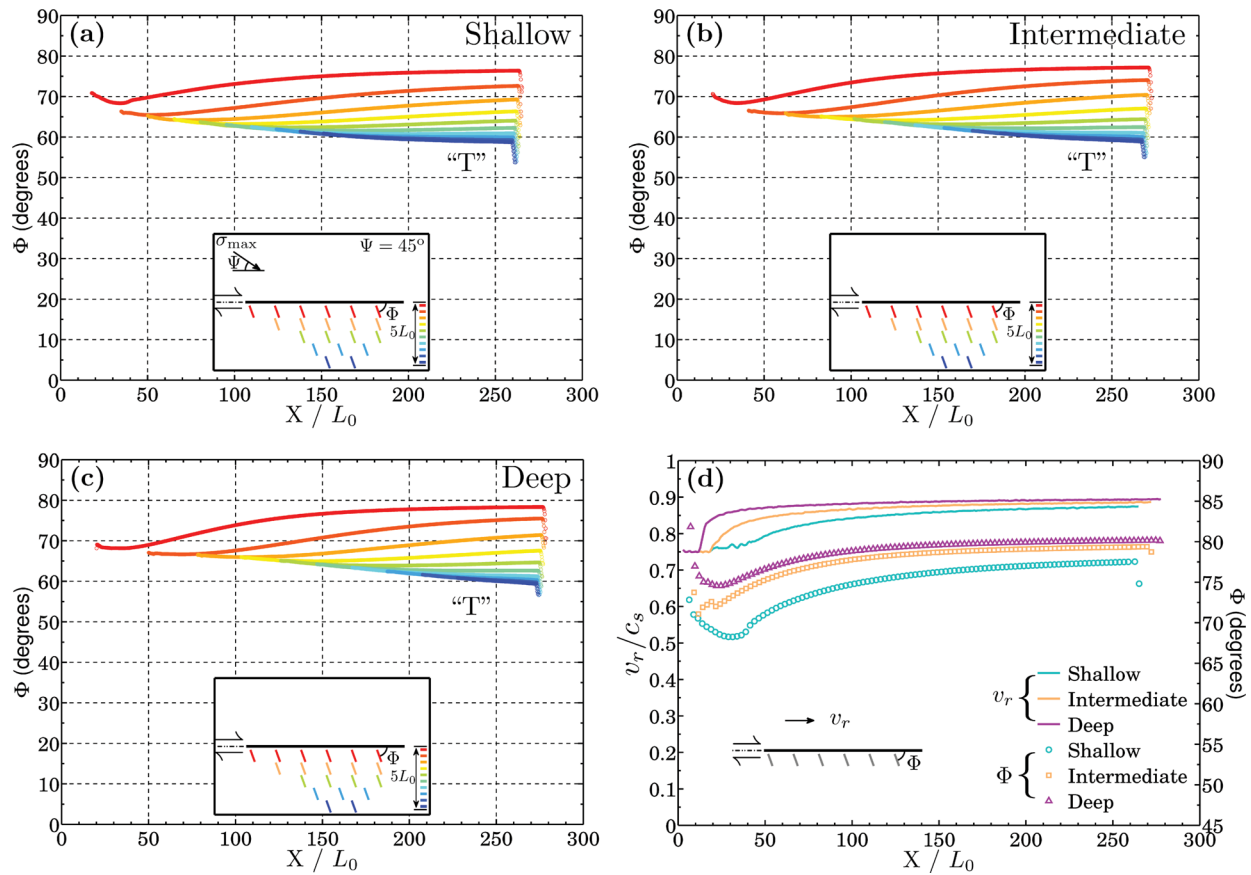 (a) Shallow
90
80
70
60
50
40
30
20
10
0
Φ (degrees)
“T”
σmax
Ψ
Ψ = 45°
Φ
5L₀
0 50 100 150 200 250 300
X / L₀
(b) Intermediate
90
80
70
60
50
40
30
20
10
0
Φ (degrees)
“T”
Φ
5L₀
0 50 100 150 200 250 300
X / L₀
(c) Deep
90
80
70
60
50
40
30
20
10
0
Φ (degrees)
“T”
Φ
5L₀
0 50 100 150 200 250 300
X / L₀
(d)
1
0.9
0.8
0.7
0.6
0.5
0.4
0.3
0.2
0.1
0
vᵣ/cₛ
90
85
80
75
70
65
60
55
50
45
Φ (degrees)
vᵣ
Φ
vᵣ { Shallow
Intermediate
Deep
Φ { Shallow
Intermediate
Deep
0 50 100 150 200 250 300
X / L₀